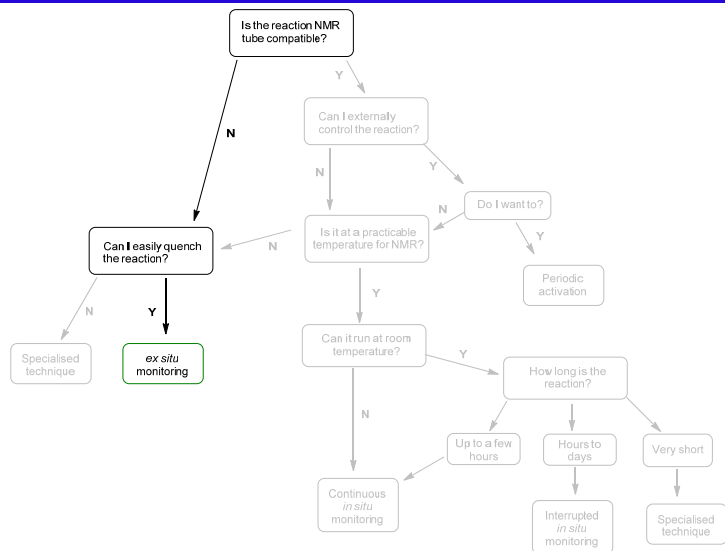 Is the reaction NMR
tube compatible?
Y
Can I externally
control the reaction?
N
N
Y
Do I want to?
N
Can I easily quench
the reaction?
N
Is it at a practicable
temperature for NMR?
Y
Periodic
activation
N
Y
Y
Specialised
technique
ex situ
monitoring
Can it run at room
temperature?
Y
How long is the
reaction?
N
Up to a few
hours
Hours to
days
Very short
Continuous
in situ
monitoring
Interrupted
in situ
monitoring
Specialised
technique